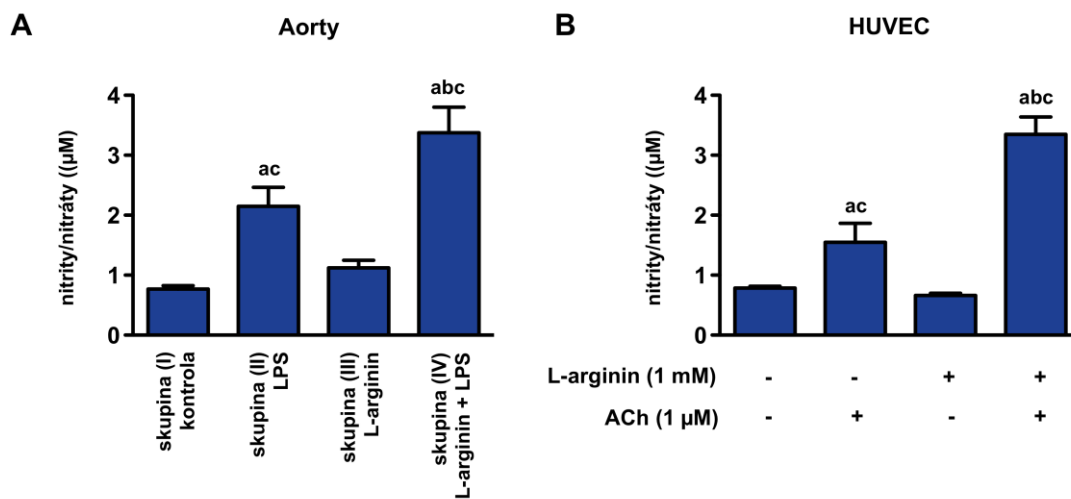 A
Aorty
nitrity/nitráty ((µM)
4
3
2
1
0
ac
abc
skupina (I)
kontrola
skupina (II)
LPS
skupina (III)
L-arginin
skupina (IV)
L-arginin + LPS
B
HUVEC
nitrity/nitráty ((µM)
4
3
2
1
0
ac
abc
L-arginin (1 mM) - - + +
ACh (1 µM) - + - +